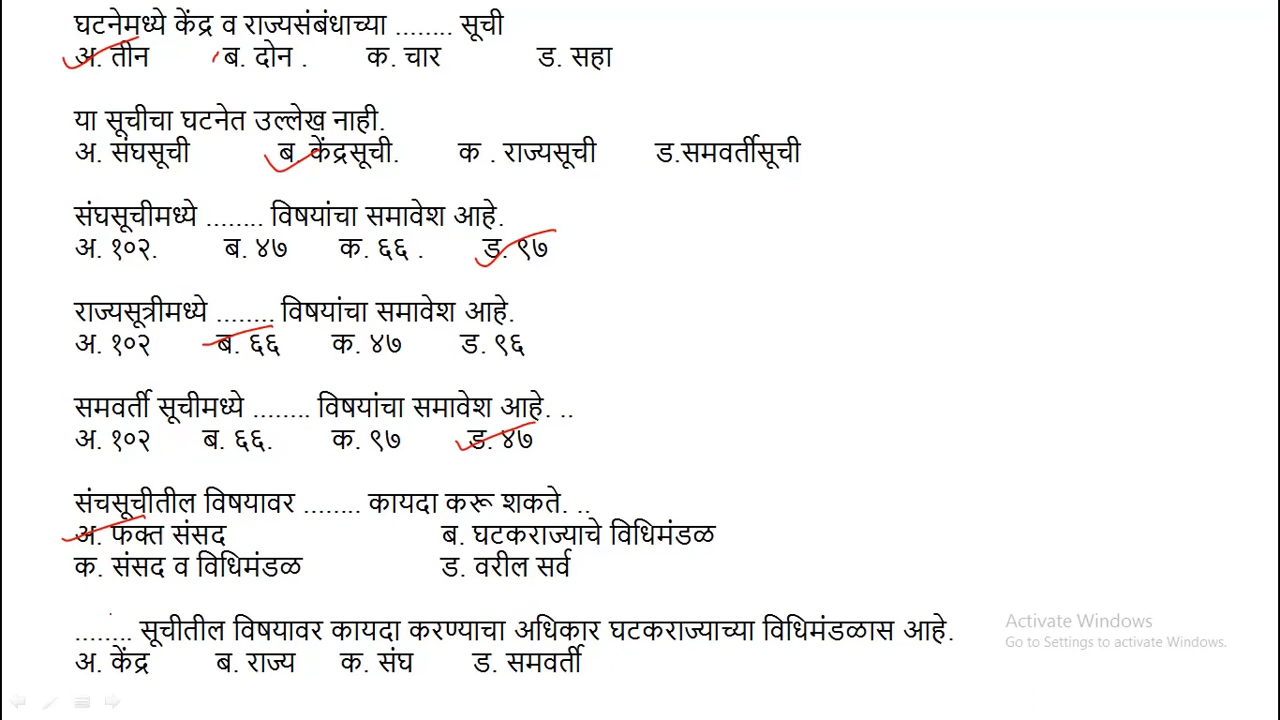 घटनेमध्ये केंद्र व राज्यसंबंधाच्या ........ सूची
अ. तीन ब. दोन . क. चार ड. सहा
या सूचीचा घटनेत उल्लेख नाही.
अ. संघसूची ब. केंद्रसूची. क . राज्यसूची ड.समवर्तीसूची
संघसूचीमध्ये ........ विषयांचा समावेश आहे.
अ. १०२. ब. ४७ क. ६६ . ड. ९७
राज्यसूत्रीमध्ये ........ विषयांचा समावेश आहे.
अ. १०२ ब. ६६ क. ४७ ड. ९६
समवर्ती सूचीमध्ये ........ विषयांचा समावेश आहे. ..
अ. १०२ ब. ६६. क. ९७ ड. ४७
संचसूचीतील विषयावर ........ कायदा करू शकते. ..
अ. फक्त संसद ब. घटकराज्याचे विधिमंडळ
क. संसद व विधिमंडळ ड. वरील सर्व
........ सूचीतील विषयावर कायदा करण्याचा अधिकार घटकराज्याच्या विधिमंडळास आहे.
अ. केंद्र ब. राज्य क. संघ ड. समवर्ती
Activate Windows
Go to Settings to activate Windows.